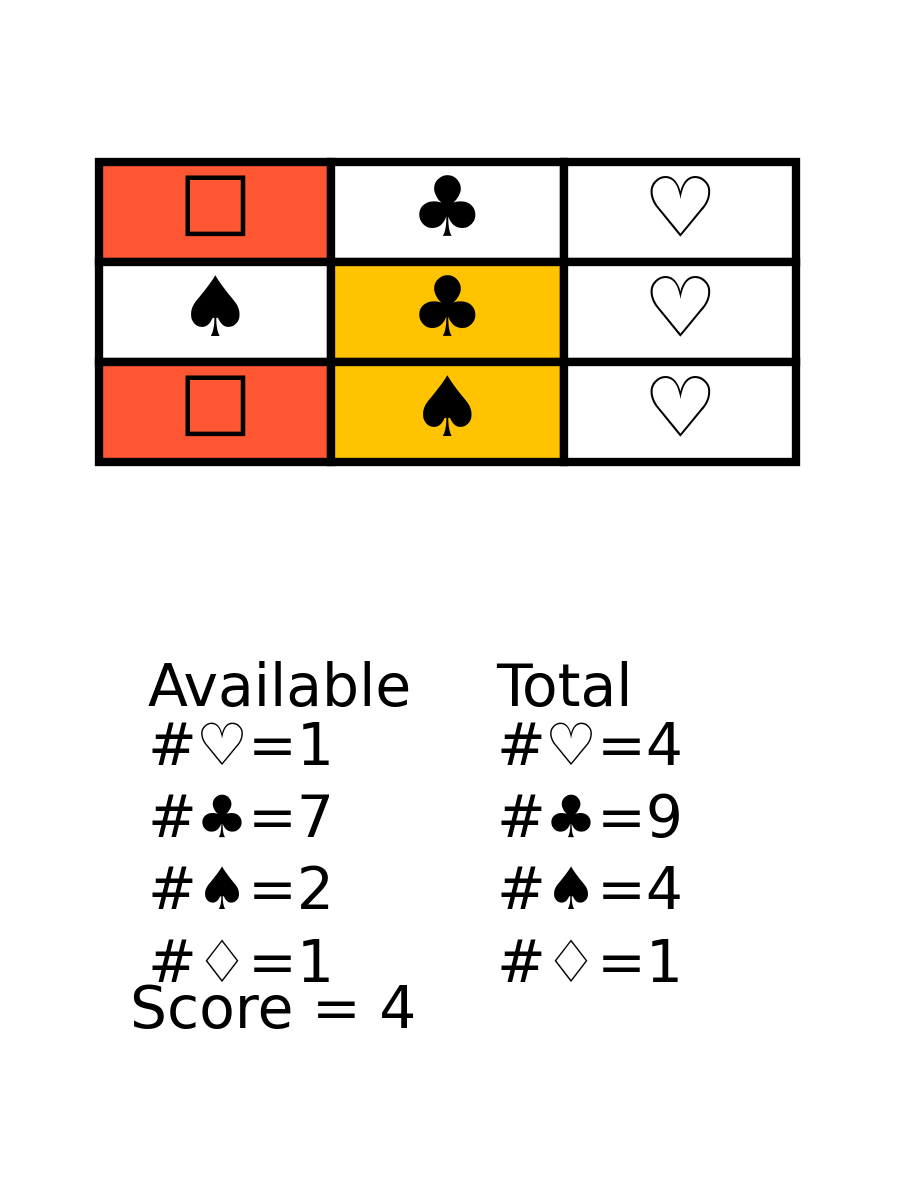 □ ♣ ♡
♠ ♣ ♡
□ ♠ ♡
Available Total
#♡=1 #♡=4
#♣=7 #♣=9
#♠=2 #♠=4
#♢=1 #♢=1
Score = 4